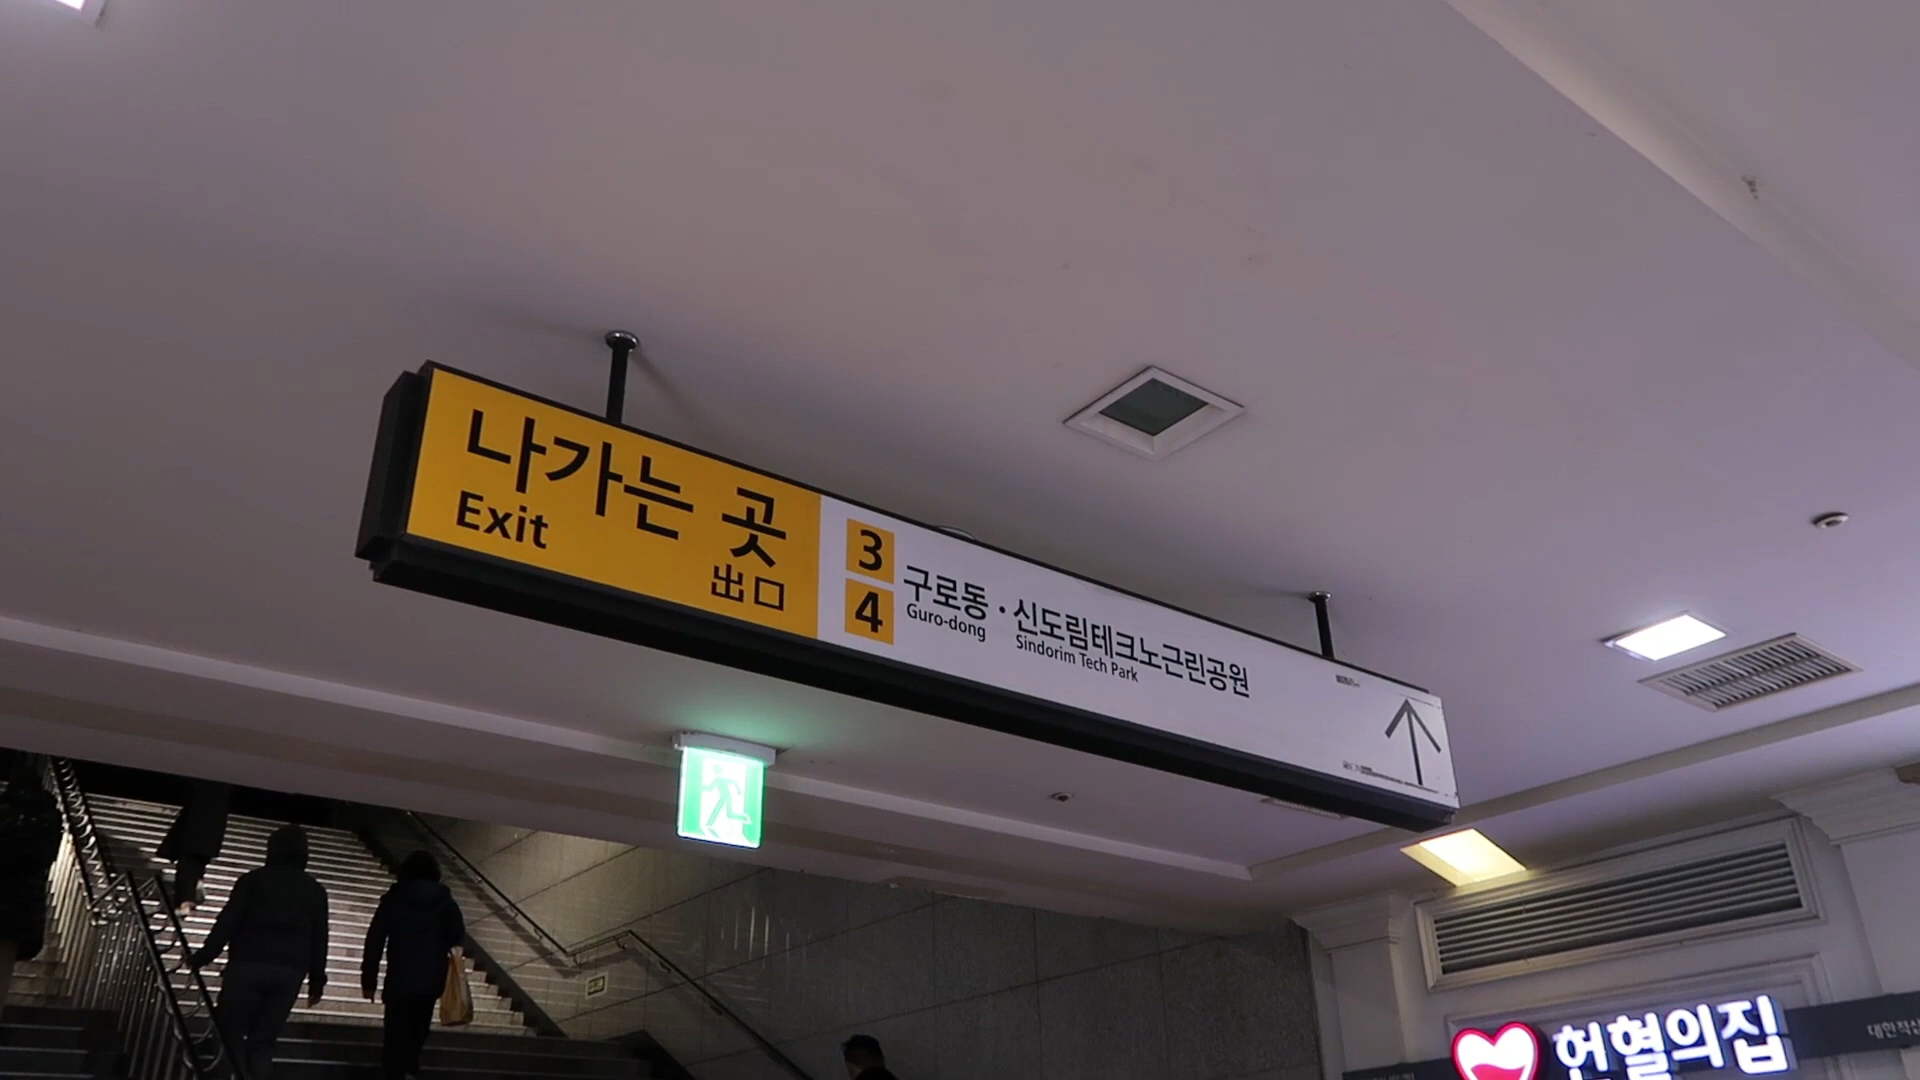 나가는 곳
Exit
出口
3
4
구로동 · 신도림테크노근린공원
Guro-dong Sindorim Tech Park
헌혈의집